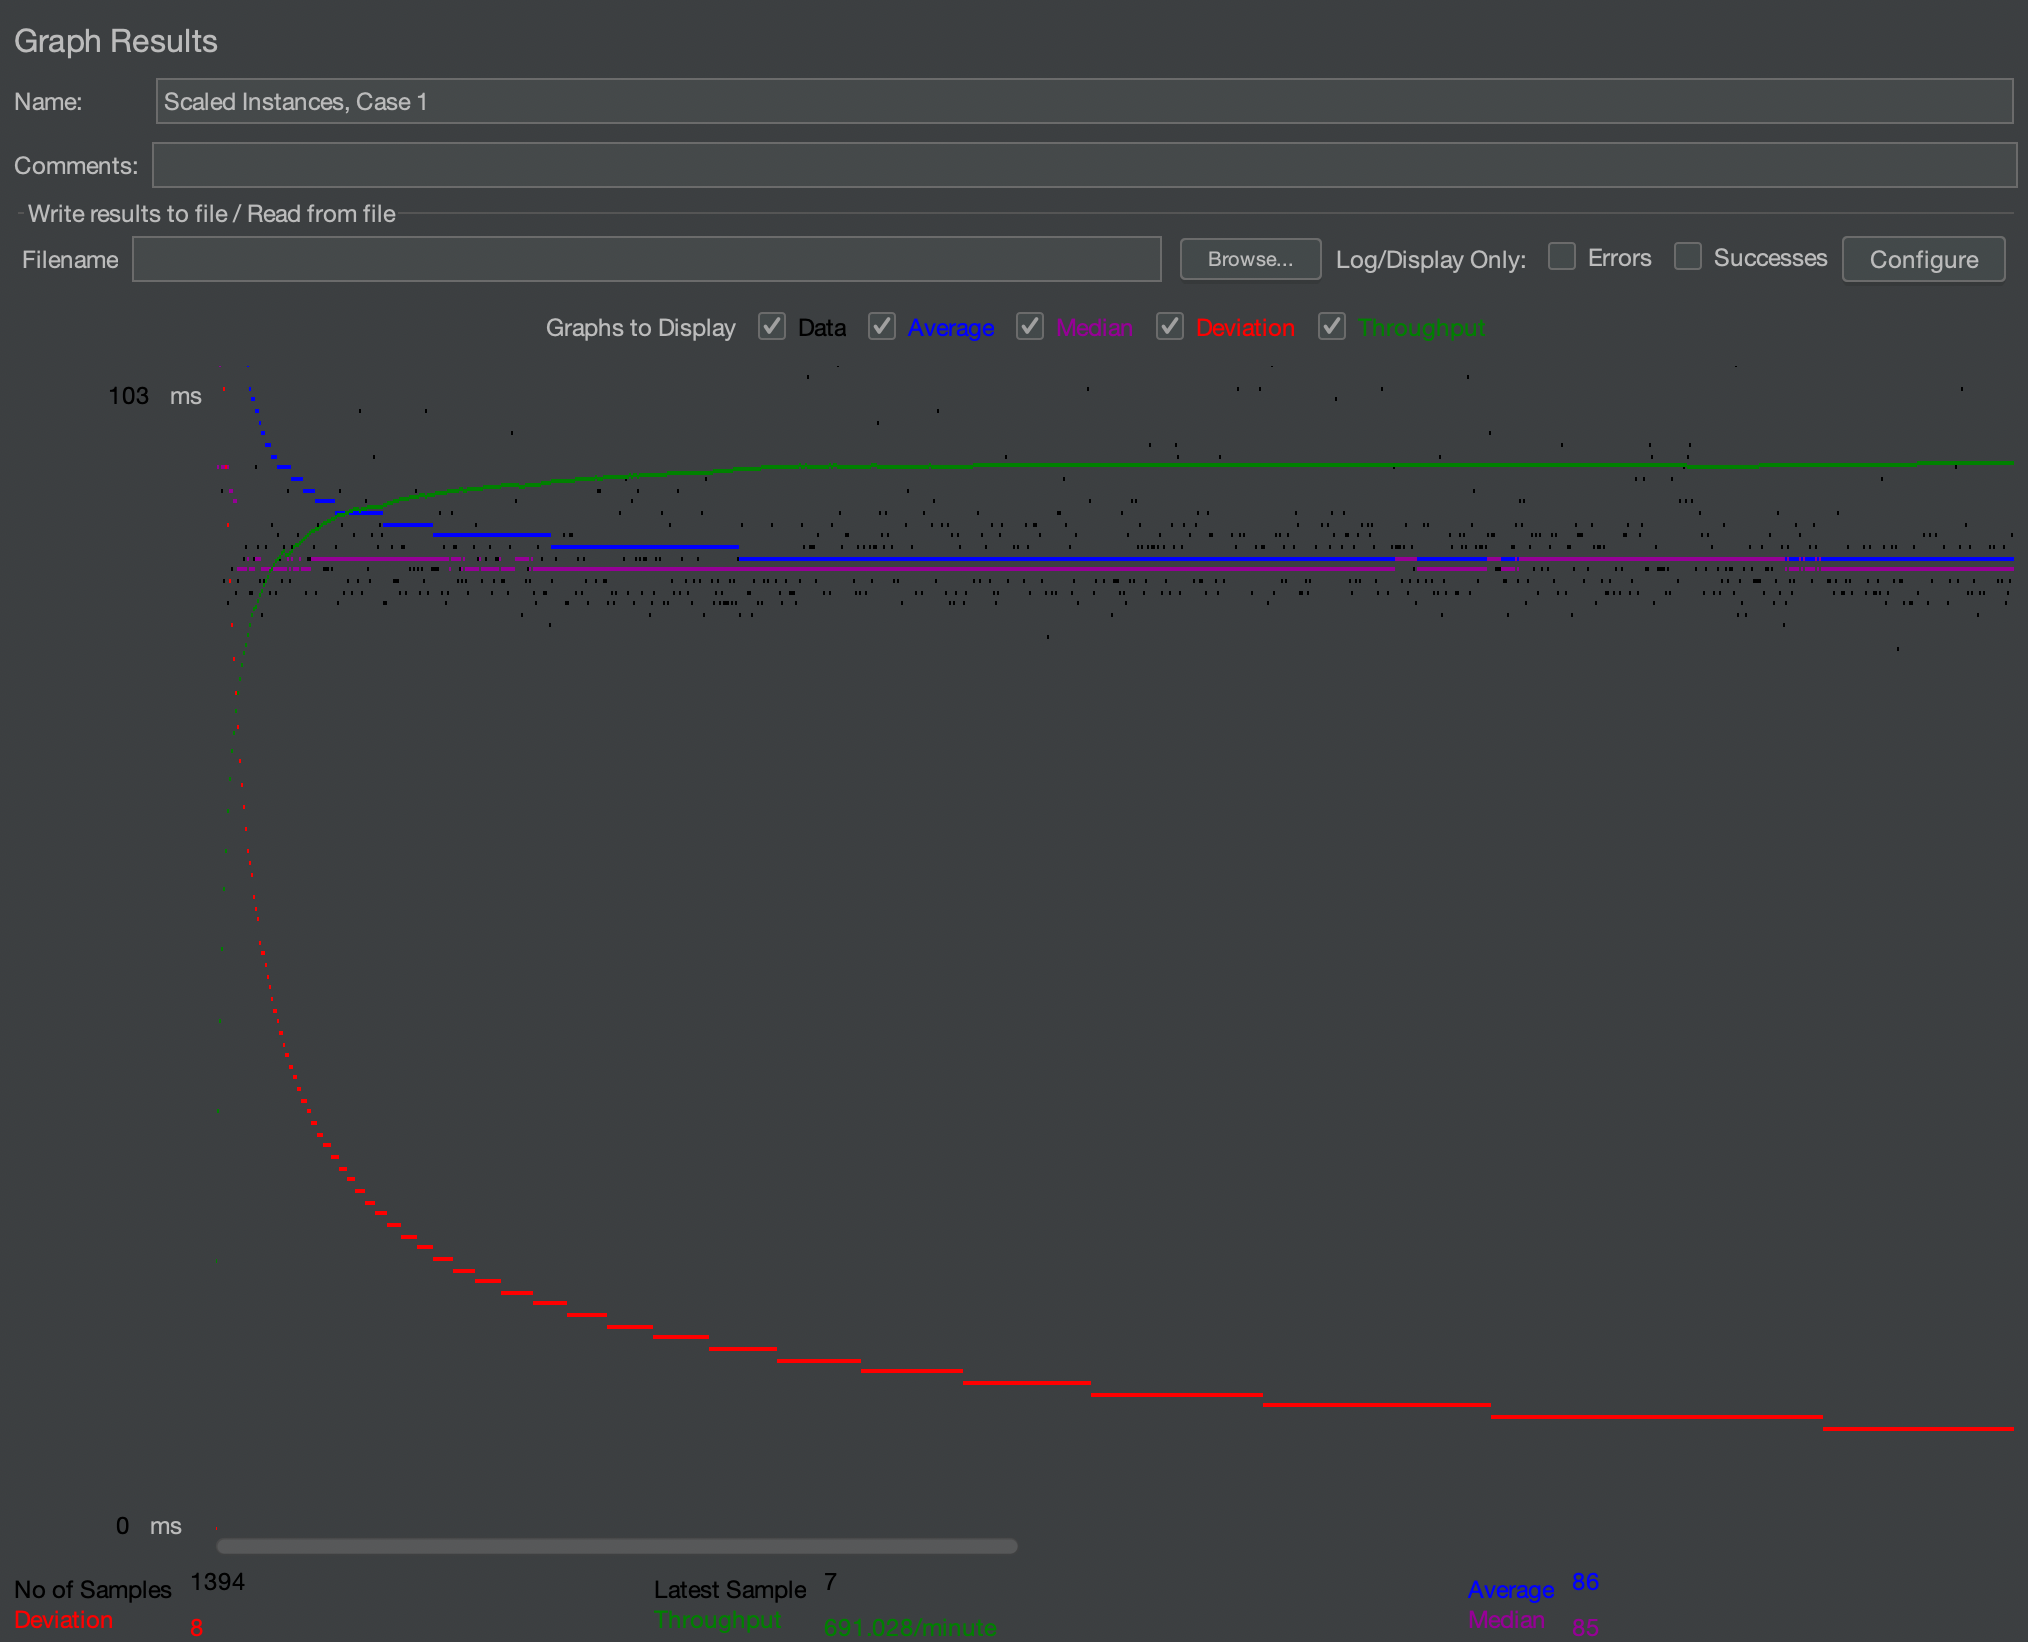 Graph Results
Name: Scaled Instances, Case 1
Comments:
Write results to file / Read from file
Filename Browse... Log/Display Only: Errors Successes Configure
Graphs to Display Data Average Median Deviation Throughput
103 ms
0 ms
No of Samples 1394 Latest Sample 7 Average 86
Deviation 8 Throughput 691.028/minute Median 85